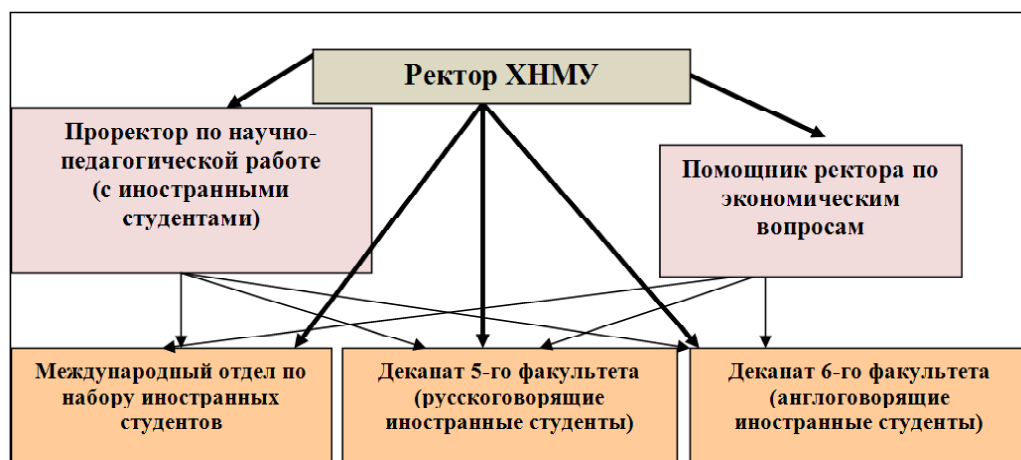 Ректор ХНМУ
Проректор по научно-
педагогической работе
(с иностранными
студентами)
Помощник ректора по
экономическим
вопросам
Международный отдел по
набору иностранных
студентов
Деканат 5-го факультета
(русскоговорящие
иностранные студенты)
Деканат 6-го факультета
(англоговорящие
иностранные студенты)